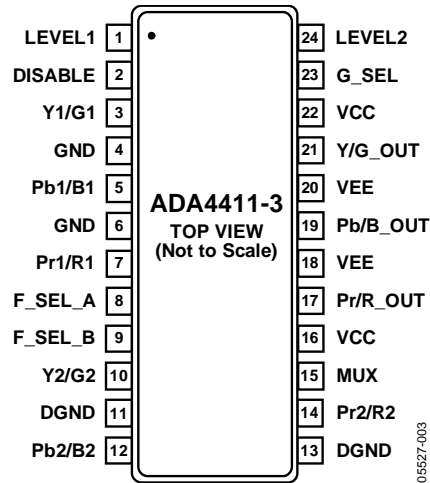 LEVEL1 1 24 LEVEL2
DISABLE 2 23 G_SEL
Y1/G1 3 22 VCC
GND 4 21 Y/G_OUT
Pb1/B1 5 20 VEE
ADA4411-3
GND 6 19 Pb/B_OUT
TOP VIEW
(Not to Scale)
Pr1/R1 7 18 VEE
F_SEL_A 8 17 Pr/R_OUT
F_SEL_B 9 16 VCC
Y2/G2 10 15 MUX
DGND 11 14 Pr2/R2
Pb2/B2 12 13 DGND
05527-003